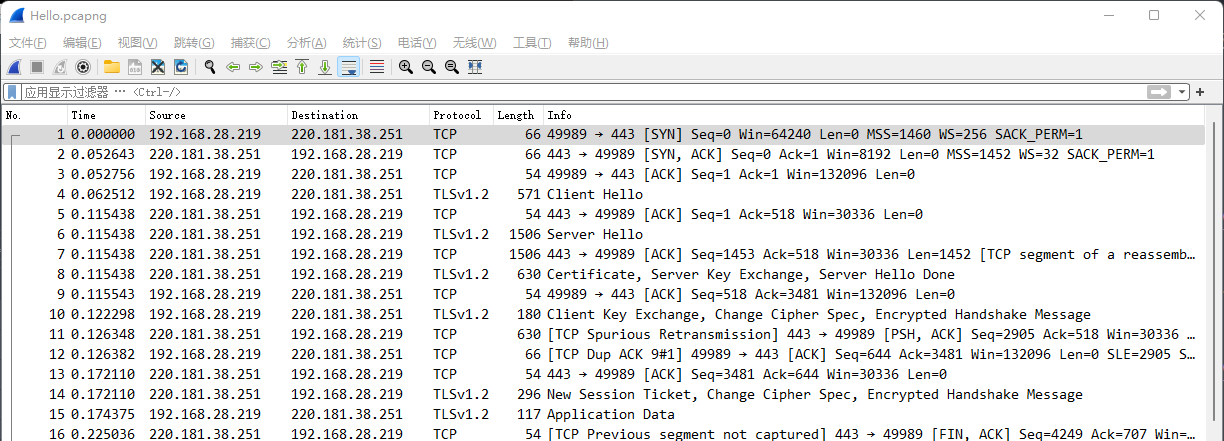 Hello.pcapng
文件(F) 编辑(E) 视图(V) 跳转(G) 捕获(C) 分析(A) 统计(S) 电话(Y) 无线(W) 工具(T) 帮助(H)
应用显示过滤器 … <Ctrl-/>
No. Time Source Destination Protocol Length Info
1 0.000000 192.168.28.219 220.181.38.251 TCP 66 49989 → 443 [SYN] Seq=0 Win=64240 Len=0 MSS=1460 WS=256 SACK_PERM=1
2 0.052643 220.181.38.251 192.168.28.219 TCP 66 443 → 49989 [SYN, ACK] Seq=0 Ack=1 Win=8192 Len=0 MSS=1452 WS=32 SACK_PERM=1
3 0.052756 192.168.28.219 220.181.38.251 TCP 54 49989 → 443 [ACK] Seq=1 Ack=1 Win=132096 Len=0
4 0.062512 192.168.28.219 220.181.38.251 TLSv1.2 571 Client Hello
5 0.115438 220.181.38.251 192.168.28.219 TCP 54 443 → 49989 [ACK] Seq=1 Ack=518 Win=30336 Len=0
6 0.115438 220.181.38.251 192.168.28.219 TLSv1.2 1506 Server Hello
7 0.115438 220.181.38.251 192.168.28.219 TCP 1506 443 → 49989 [ACK] Seq=1453 Ack=518 Win=30336 Len=1452 [TCP segment of a reassemb…
8 0.115438 220.181.38.251 192.168.28.219 TLSv1.2 630 Certificate, Server Key Exchange, Server Hello Done
9 0.115543 192.168.28.219 220.181.38.251 TCP 54 49989 → 443 [ACK] Seq=518 Ack=3481 Win=132096 Len=0
10 0.122298 192.168.28.219 220.181.38.251 TLSv1.2 180 Client Key Exchange, Change Cipher Spec, Encrypted Handshake Message
11 0.126348 220.181.38.251 192.168.28.219 TCP 630 [TCP Spurious Retransmission] 443 → 49989 [PSH, ACK] Seq=2905 Ack=518 Win=30336 …
12 0.126382 192.168.28.219 220.181.38.251 TCP 66 [TCP Dup ACK 9#1] 49989 → 443 [ACK] Seq=644 Ack=3481 Win=132096 Len=0 SLE=2905 S…
13 0.172110 220.181.38.251 192.168.28.219 TCP 54 443 → 49989 [ACK] Seq=3481 Ack=644 Win=30336 Len=0
14 0.172110 220.181.38.251 192.168.28.219 TLSv1.2 296 New Session Ticket, Change Cipher Spec, Encrypted Handshake Message
15 0.174375 192.168.28.219 220.181.38.251 TLSv1.2 117 Application Data
16 0.225036 220.181.38.251 192.168.28.219 TCP 54 [TCP Previous segment not captured] 443 → 49989 [FIN, ACK] Seq=4249 Ack=707 Win=…